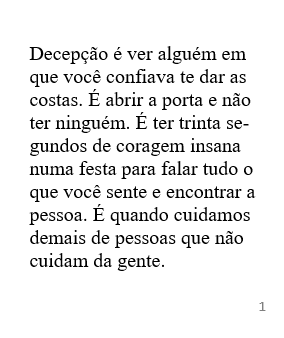 Decepção é ver alguém em
que você confiava te dar as
costas. É abrir a porta e não
ter ninguém. É ter trinta se-
gundos de coragem insana
numa festa para falar tudo o
que você sente e encontrar a
pessoa. É quando cuidamos
demais de pessoas que não
cuidam da gente.
1